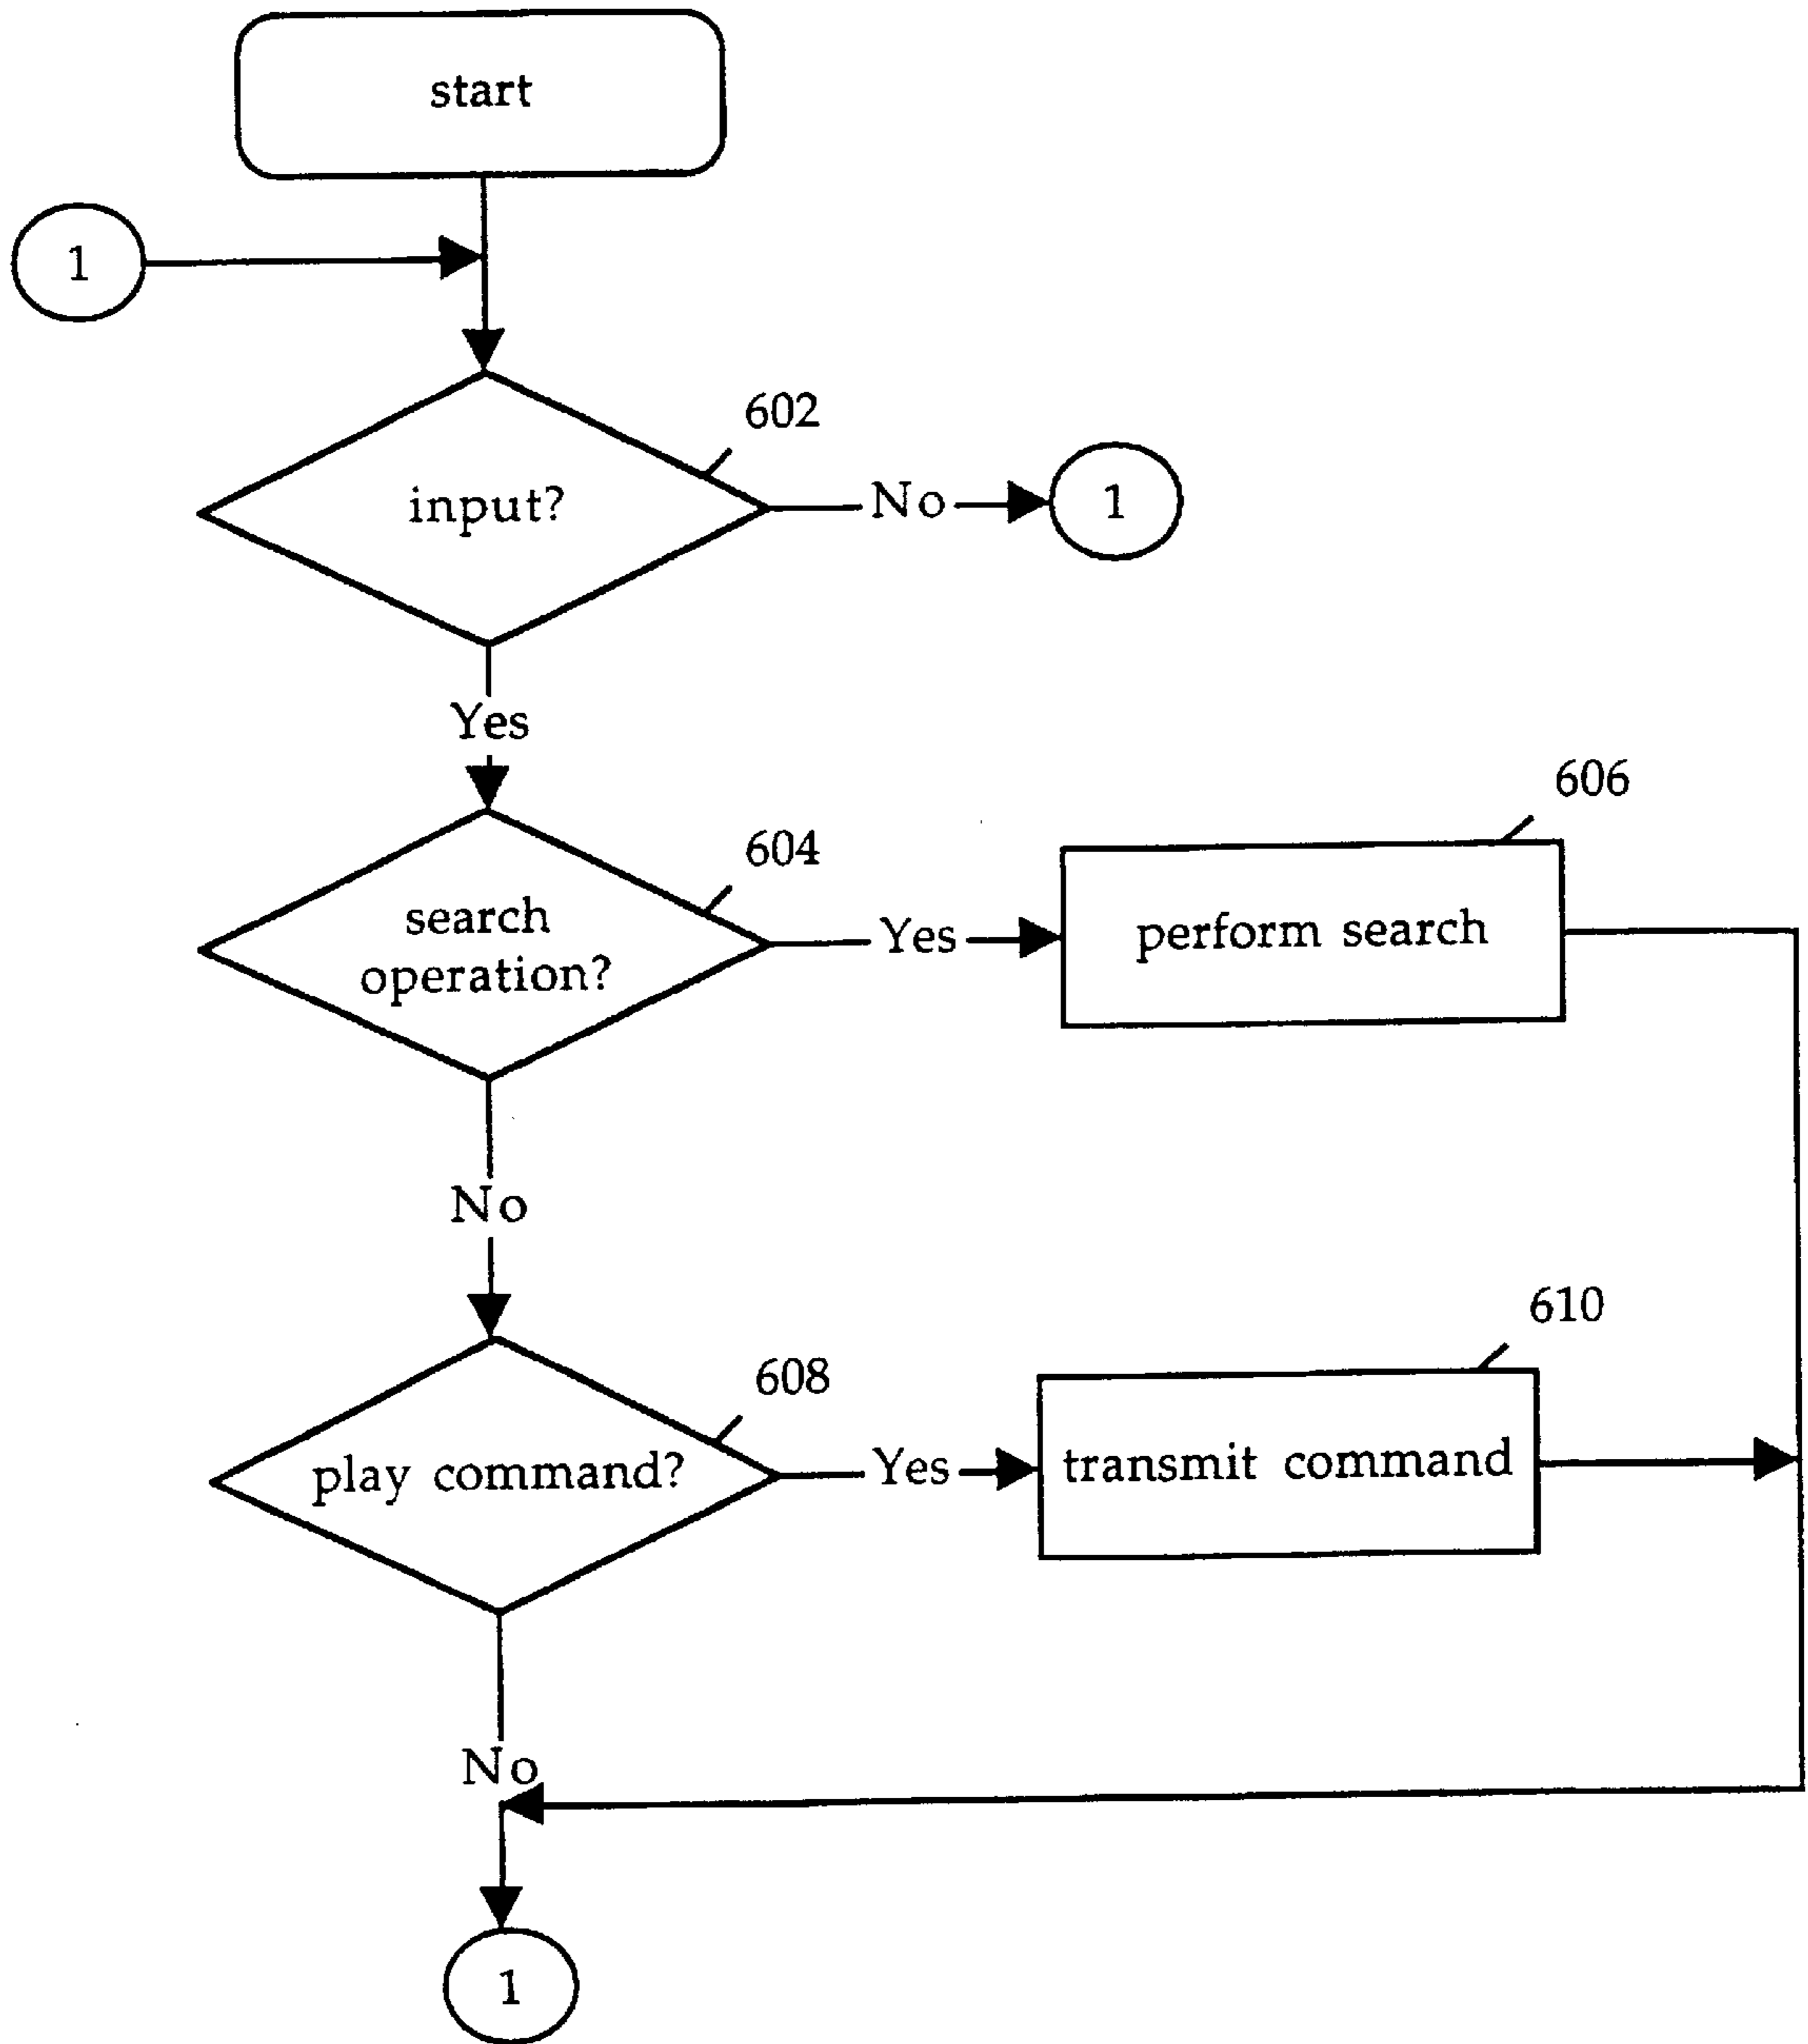 start
1
602
input?
No
1
Yes
606
604
search
operation?
Yes
perform search
No
610
608
play command?
Yes
transmit command
No
1